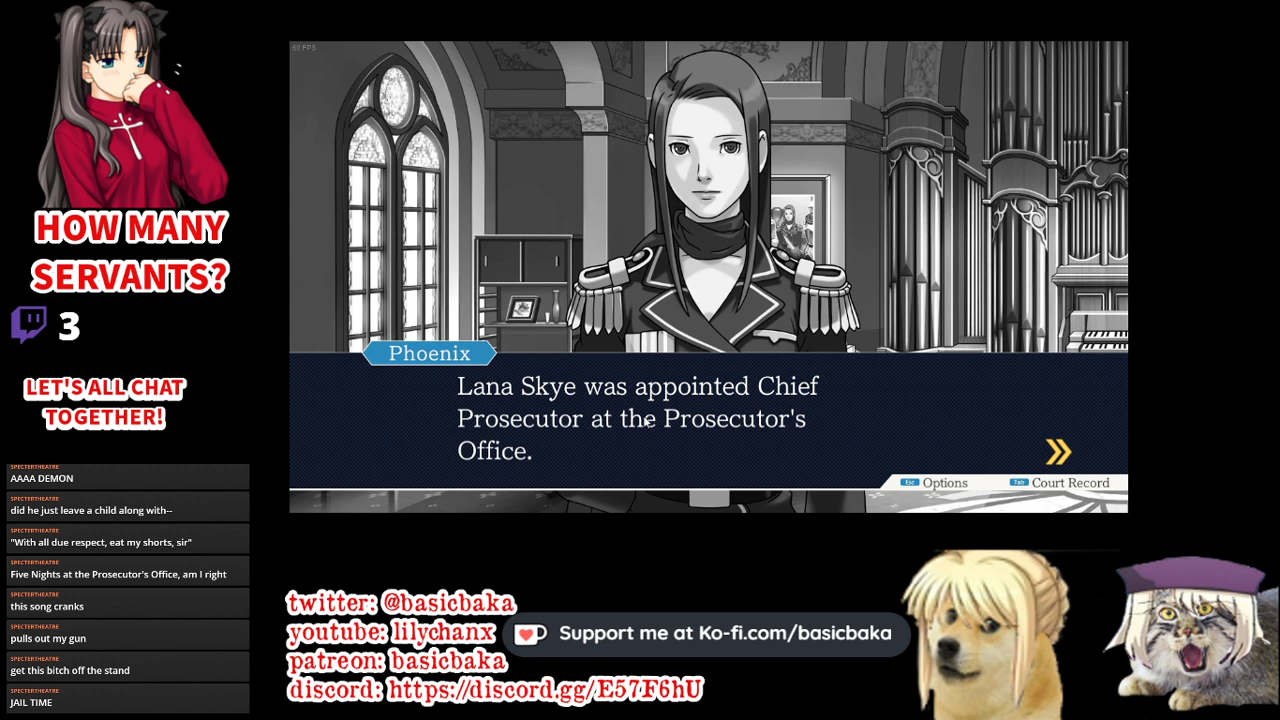 HOW MANY
SERVANTS?
3
LET'S ALL CHAT
TOGETHER!
SPECTERTHEATRE
AAAA DEMON
SPECTERTHEATRE
did he just leave a child along with--
SPECTERTHEATRE
"With all due respect, eat my shorts, sir"
SPECTERTHEATRE
Five Nights at the Prosecutor's Office, am I right
SPECTERTHEATRE
this song cranks
SPECTERTHEATRE
pulls out my gun
SPECTERTHEATRE
get this bitch off the stand
SPECTERTHEATRE
JAIL TIME
60 FPS
Phoenix
Lana Skye was appointed Chief
Prosecutor at the Prosecutor's
Office.
Esc Options Tab Court Record
twitter: @basicbaka
youtube: lilychanx
patreon: basicbaka
discord: https://discord.gg/E57F6hU
Support me at Ko-fi.com/basicbaka